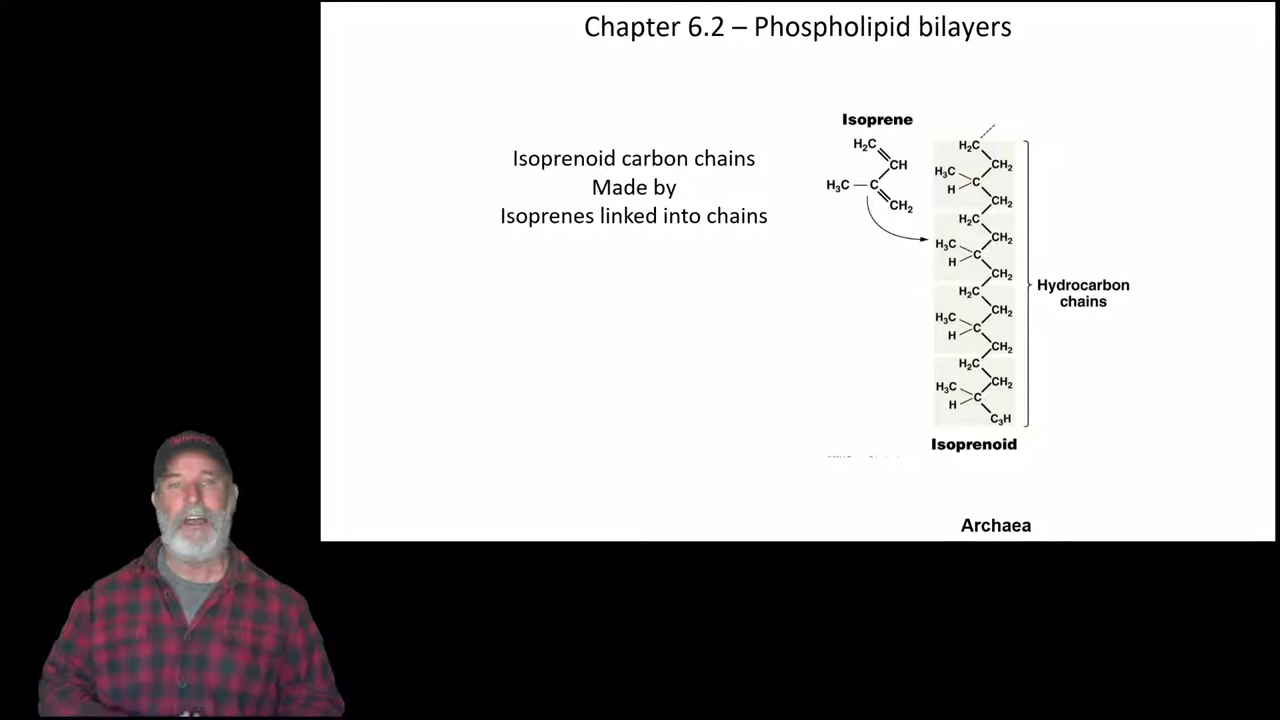 Chapter 6.2 – Phospholipid bilayers
Isoprenoid carbon chains
Made by
Isoprenes linked into chains
Isoprene
H₂C
CH
H₃C
C
CH₂
H₂C
CH₂
H₃C
C
H
CH₂
H₂C
CH₂
H₃C
C
H
CH₂
H₂C
CH₂
H₃C
C
H
CH₂
H₂C
CH₂
H₃C
C
H
C₃H
Hydrocarbon
chains
Isoprenoid
Archaea